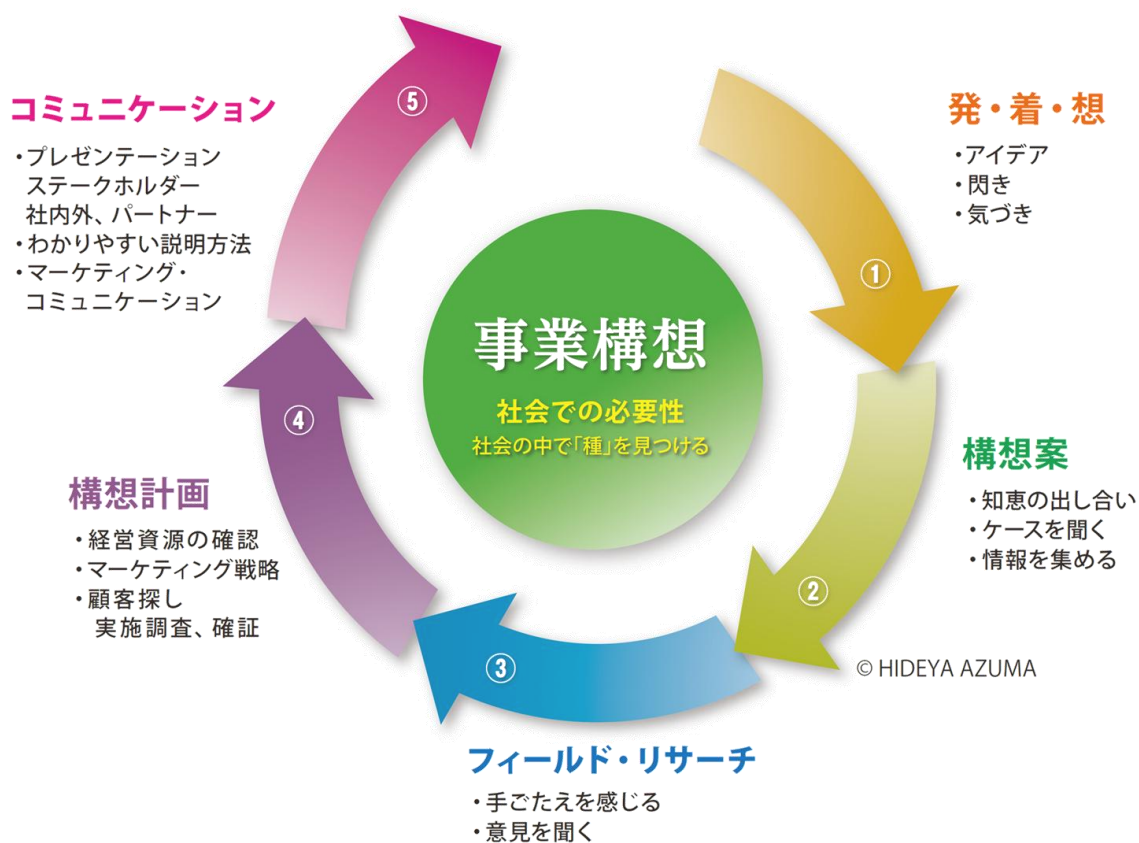 事業構想
社会での必要性
社会の中で「種」を見つける
①
発・着・想
・アイデア
・閃き
・気づき
②
構想案
・知恵の出し合い
・ケースを聞く
・情報を集める
③
フィールド・リサーチ
・手ごたえを感じる
・意見を聞く
④
構想計画
・経営資源の確認
・マーケティング戦略
・顧客探し
実施調査、確証
⑤
コミュニケーション
・プレゼンテーション
ステークホルダー
社内外、パートナー
・わかりやすい説明方法
・マーケティング・
コミュニケーション
© HIDEYA AZUMA